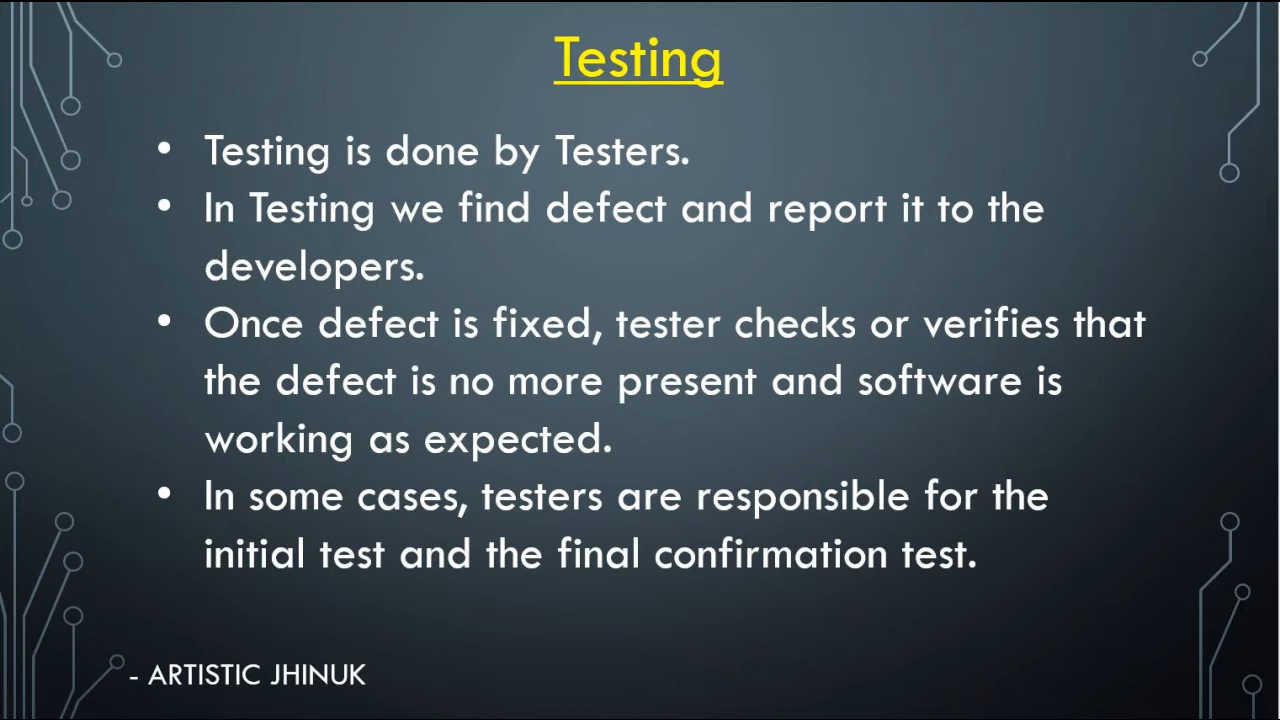 Testing
• Testing is done by Testers.
• In Testing we find defect and report it to the
developers.
• Once defect is fixed, tester checks or verifies that
the defect is no more present and software is
working as expected.
• In some cases, testers are responsible for the
initial test and the final confirmation test.
- ARTISTIC JHINUK